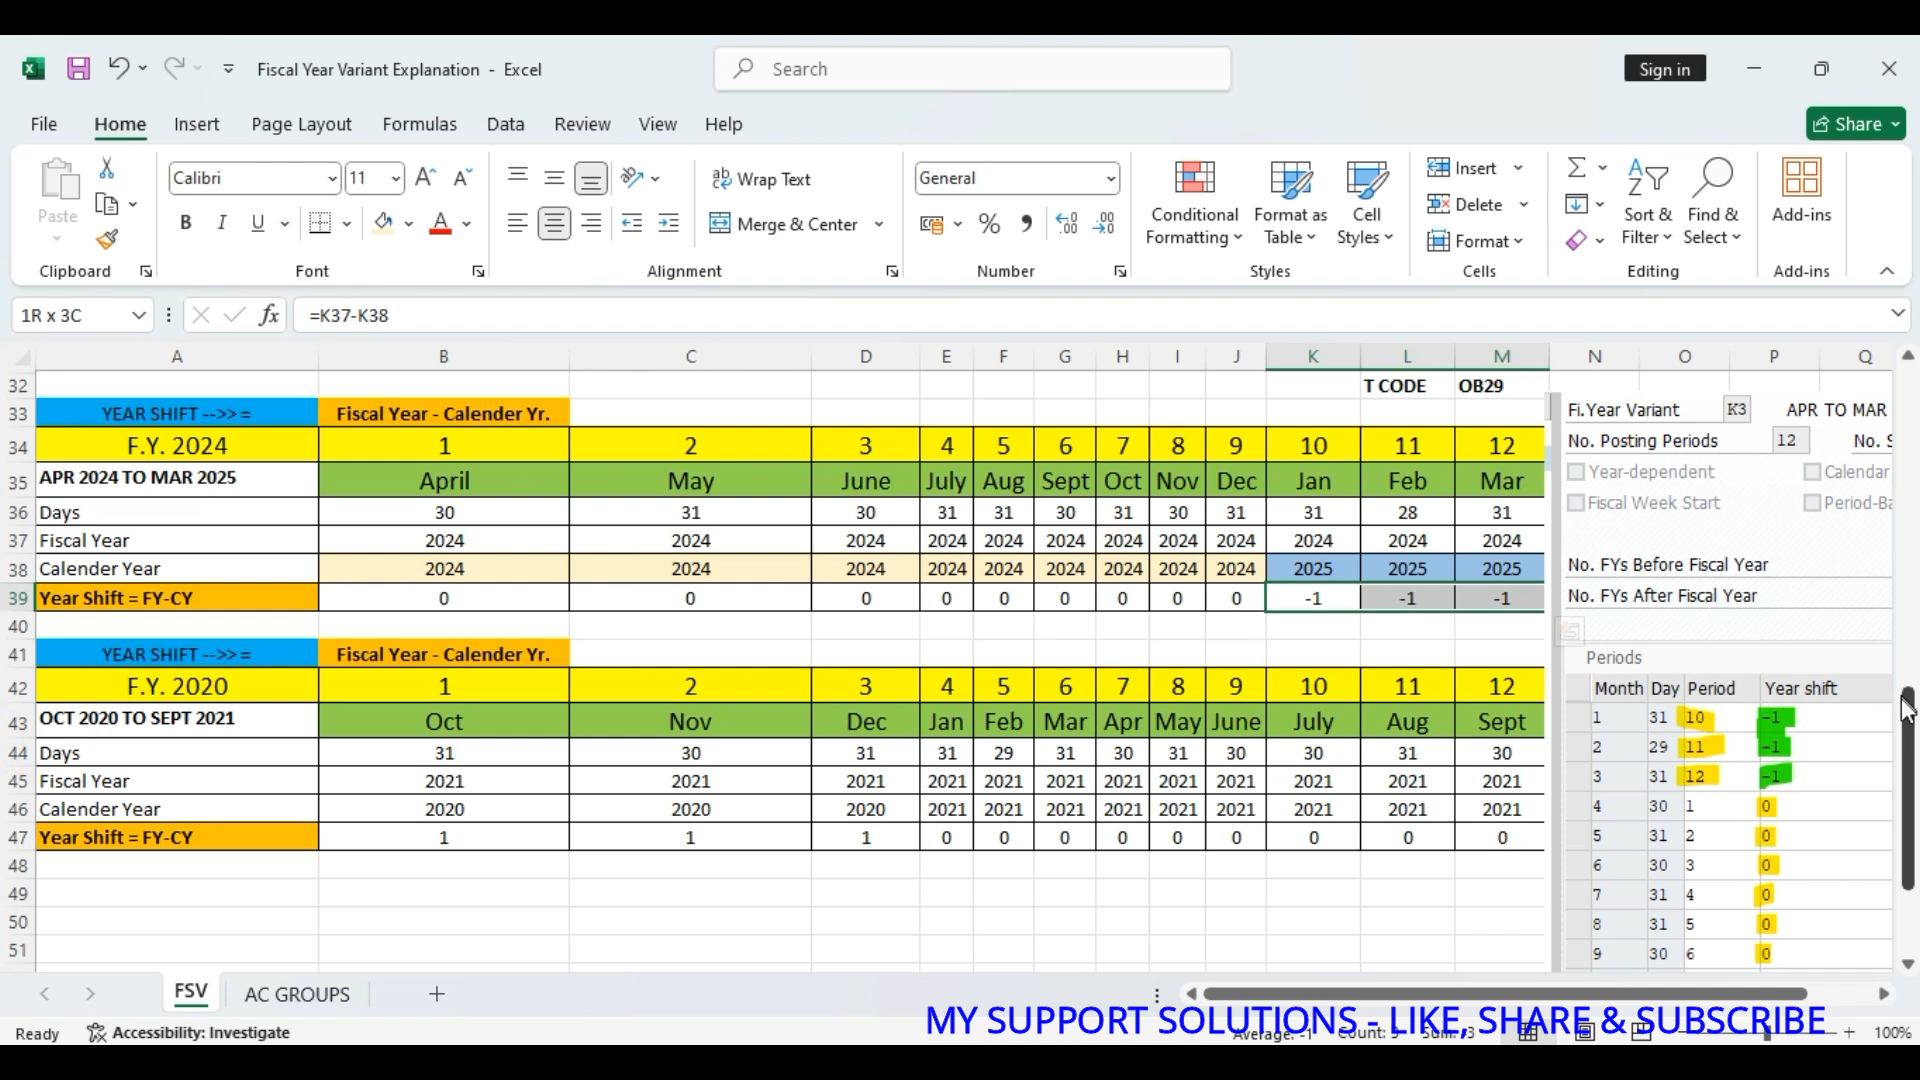 Fiscal Year Variant Explanation - Excel
Search
Sign in
File Home Insert Page Layout Formulas Data Review View Help
Share
Paste
Calibri 11
Wrap Text
General
Insert
Delete
Format
B I U
Merge & Center
Conditional Formatting
Format as Table
Cell Styles
Sort & Filter
Find & Select
Add-ins
Clipboard Font Alignment Number Styles Cells Editing Add-ins
1R x 3C fx =K37-K38
A B C D E F G H I J K L M N O P Q
32 T CODE OB29
33 YEAR SHIFT -->> = Fiscal Year - Calender Yr.
34 F.Y. 2024 1 2 3 4 5 6 7 8 9 10 11 12
35 APR 2024 TO MAR 2025 April May June July Aug Sept Oct Nov Dec Jan Feb Mar
36 Days 30 31 30 31 31 30 31 30 31 31 28 31
37 Fiscal Year 2024 2024 2024 2024 2024 2024 2024 2024 2024 2024 2024 2024
38 Calender Year 2024 2024 2024 2024 2024 2024 2024 2024 2024 2025 2025 2025
39 Year Shift = FY-CY 0 0 0 0 0 0 0 0 0 -1 -1 -1
40
41 YEAR SHIFT -->> = Fiscal Year - Calender Yr.
42 F.Y. 2020 1 2 3 4 5 6 7 8 9 10 11 12
43 OCT 2020 TO SEPT 2021 Oct Nov Dec Jan Feb Mar Apr May June July Aug Sept
44 Days 31 30 31 31 29 31 30 31 30 30 31 30
45 Fiscal Year 2021 2021 2021 2021 2021 2021 2021 2021 2021 2021 2021 2021
46 Calender Year 2020 2020 2020 2021 2021 2021 2021 2021 2021 2021 2021 2021
47 Year Shift = FY-CY 1 1 1 0 0 0 0 0 0 0 0 0
48
49
50
51
Fi.Year Variant K3 APR TO MAR
No. Posting Periods 12 No. S
Year-dependent Calendar
Fiscal Week Start Period-Ba
No. FYs Before Fiscal Year
No. FYs After Fiscal Year
Periods
Month Day Period Year shift
1 31 10 -1
2 29 11 -1
3 31 12 -1
4 30 1 0
5 31 2 0
6 30 3 0
7 31 4 0
8 31 5 0
9 30 6 0
FSV AC GROUPS
MY SUPPORT SOLUTIONS - LIKE, SHARE & SUBSCRIBE
Ready Accessibility: Investigate Average: -1 Count: 3 Sum: -3 100%